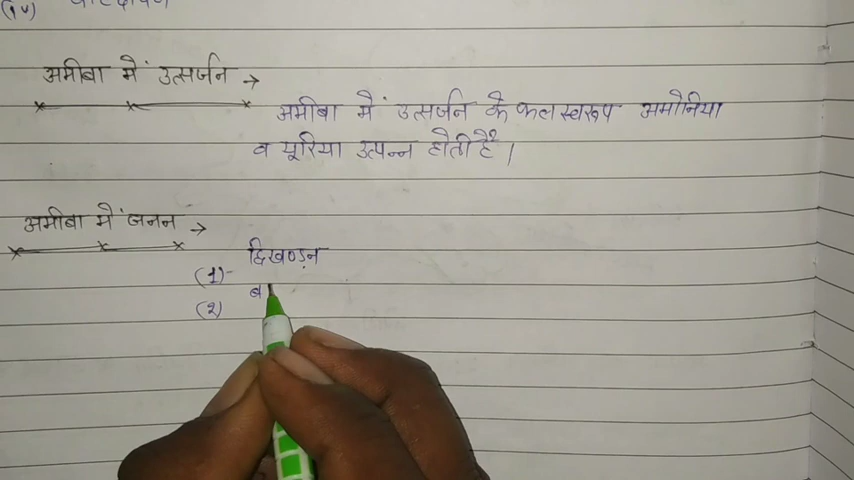 (iv)
अमीबा में उत्सर्जन →
अमीबा में उत्सर्जन के फलस्वरूप अमोनिया
व यूरिया उत्पन्न होती है।
अमीबा में जनन →
(1)- द्विखण्डन
(2) ब